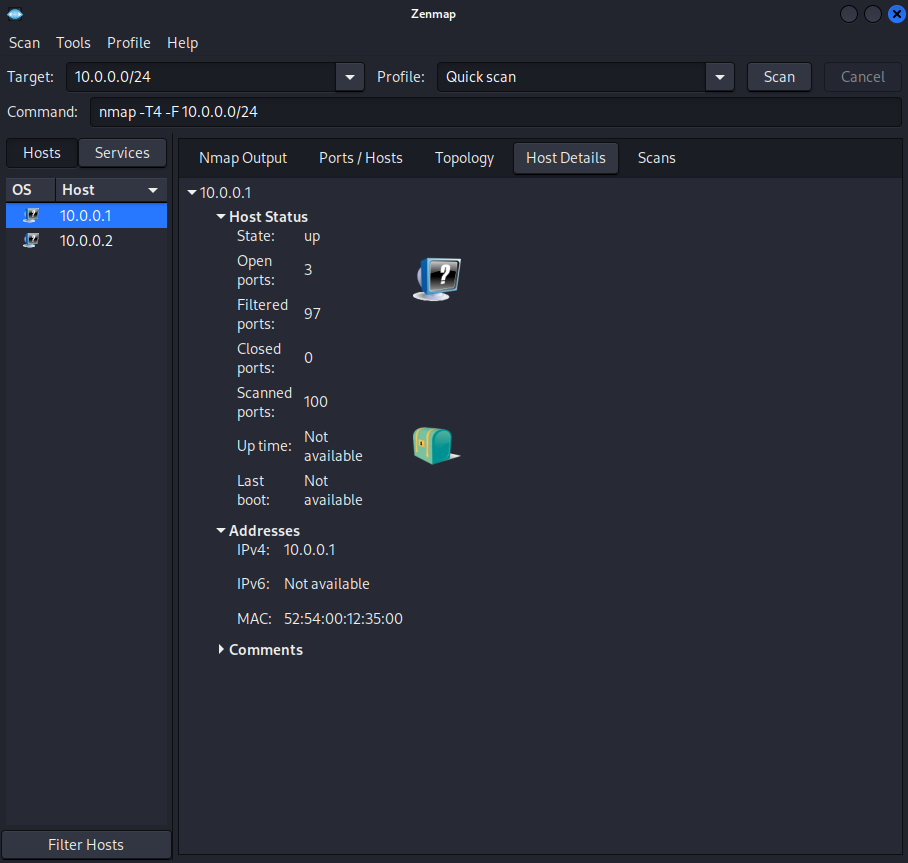 Zenmap
Scan Tools Profile Help
Target: 10.0.0.0/24 Profile: Quick scan Scan Cancel
Command: nmap -T4 -F 10.0.0.0/24
Hosts Services
OS Host
10.0.0.1
10.0.0.2
Filter Hosts
Nmap Output Ports / Hosts Topology Host Details Scans
10.0.0.1
Host Status
State: up
Open
ports: 3
Filtered
ports: 97
Closed
ports: 0
Scanned
ports: 100
Up time: Not
available
Last
boot: Not
available
?
Addresses
IPv4: 10.0.0.1
IPv6: Not available
MAC: 52:54:00:12:35:00
Comments